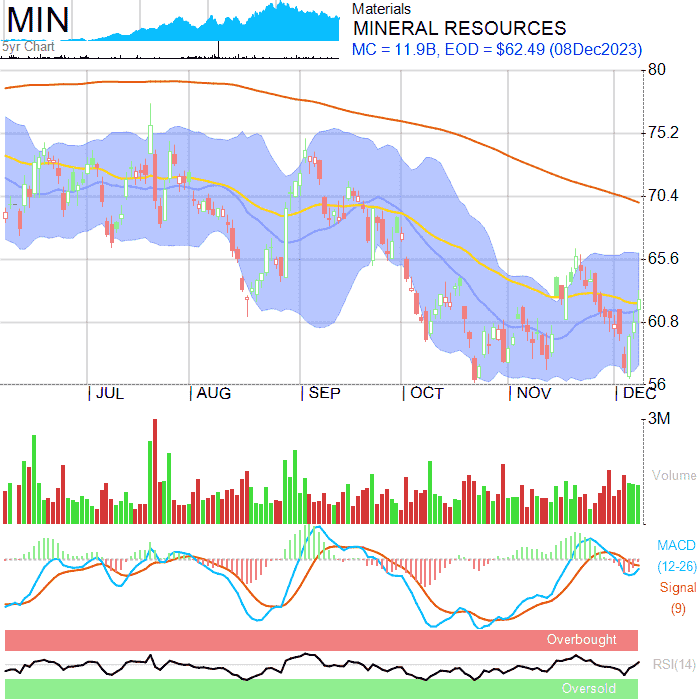 MIN
5yr Chart
Materials
MINERAL RESOURCES
MC = 11.9B, EOD = $62.49 (08Dec2023)
80
75.2
70.4
65.6
60.8
56
JUL AUG SEP OCT NOV DEC
3M
Volume
MACD
(12-26)
Signal
(9)
Overbought
RSI(14)
Oversold